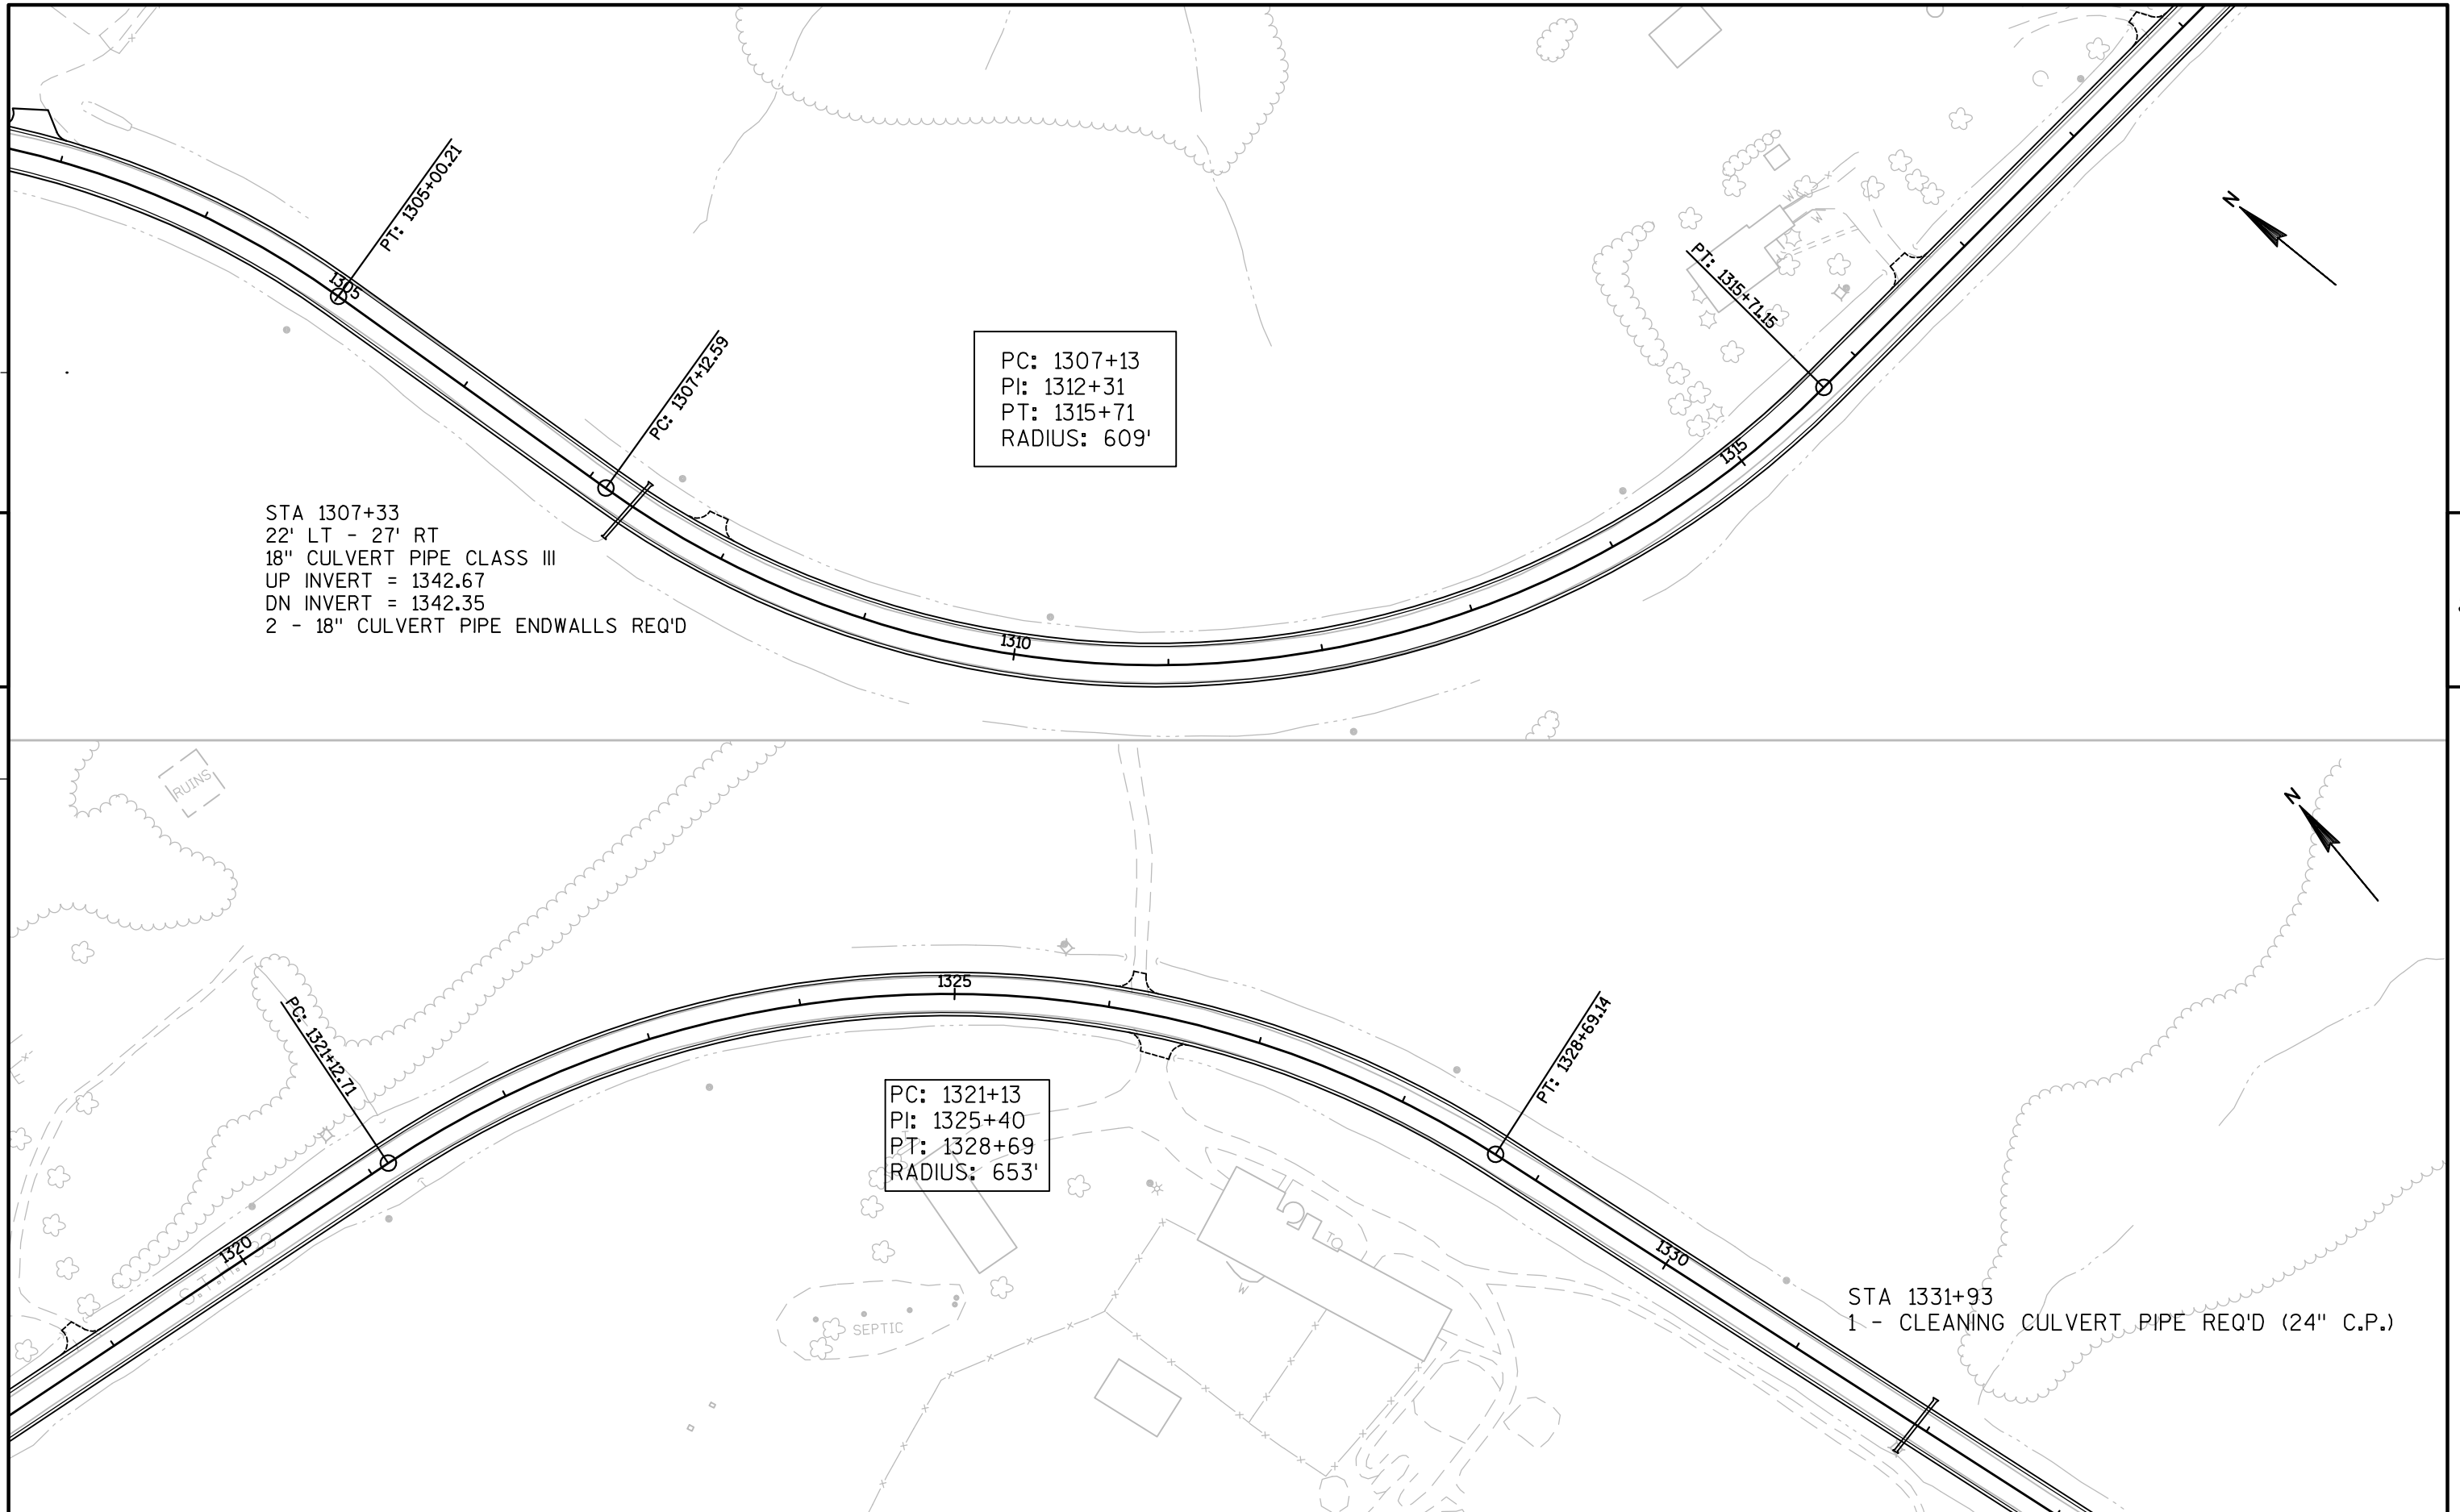 PT: 1305+00.21
1305
PC: 1307+12.59
N
W
W
PT: 1315+71.15
PC: 1307+13
PI: 1312+31
PT: 1315+71
RADIUS: 609'
1315
STA 1307+33
22' LT - 27' RT
18" CULVERT PIPE CLASS III
UP INVERT = 1342.67
DN INVERT = 1342.35
2 - 18" CULVERT PIPE ENDWALLS REQ'D
1310
RUINS
N
1325
PC: 1321+12.71
PT: 1328+69.14
PC: 1321+13
PI: 1325+40
PT: 1328+69
RADIUS: 653'
1320
1330
W
SEPTIC
STA 1331+93
1 - CLEANING CULVERT PIPE REQ'D (24" C.P.)